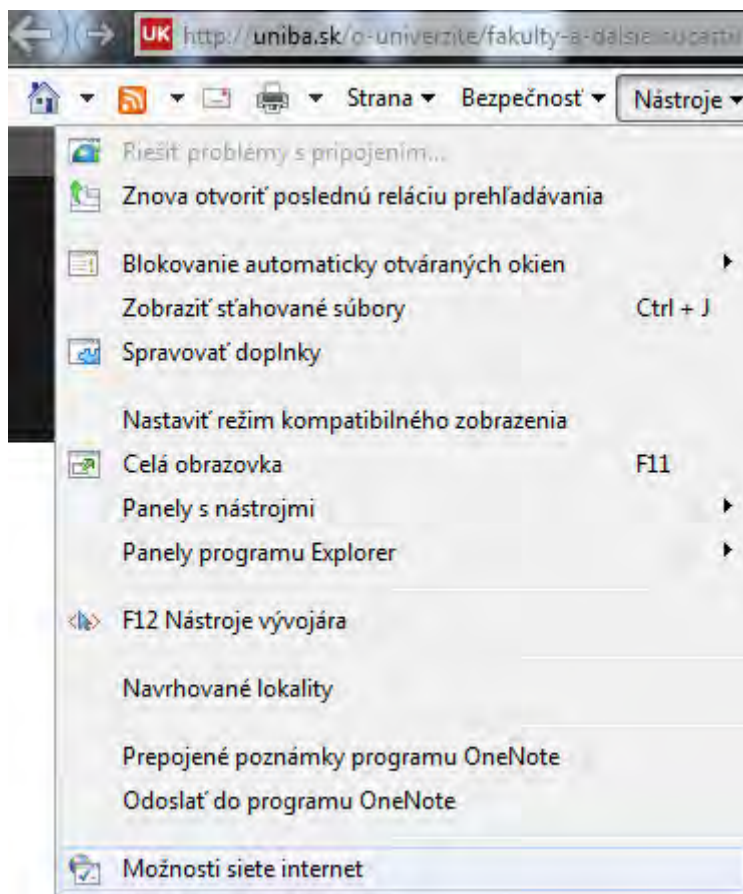 UK http://uniba.sk/o-univerzite/fakulty-a-dalsie-sucasti
Strana Bezpečnosť Nástroje
Riešiť problémy s pripojením...
Znova otvoriť poslednú reláciu prehľadávania
Blokovanie automaticky otváraných okien
Zobraziť sťahované súbory Ctrl + J
Spravovať doplnky
Nastaviť režim kompatibilného zobrazenia
Celá obrazovka F11
Panely s nástrojmi
Panely programu Explorer
F12 Nástroje vývojára
Navrhované lokality
Prepojené poznámky programu OneNote
Odoslať do programu OneNote
Možnosti siete internet